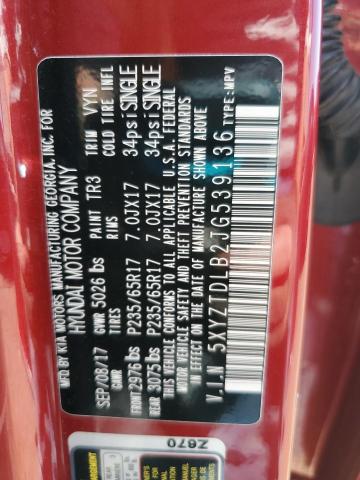 MFD. BY KIA MOTORS MANUFACTURING GEORGIA, INC. FOR
HYUNDAI MOTOR COMPANY
SEP/08/17 GVWR 5026 lbs PAINT TR3 TRIM VYN
GAWR TIRES RIMS COLD TIRE INFL
FRONT 2976 lbs P235/65R17 7.0JX17 34psi SINGLE
REAR 3075 lbs P235/65R17 7.0JX17 34psi SINGLE
THIS VEHICLE CONFORMS TO ALL APPLICABLE U.S.A. FEDERAL
MOTOR VEHICLE SAFETY AND THEFT PREVENTION STANDARDS
IN EFFECT ON THE DATE OF MANUFACTURE SHOWN ABOVE.
V.I.N 5XYZTDLB2JG539136 TYPE:MPV
Z670